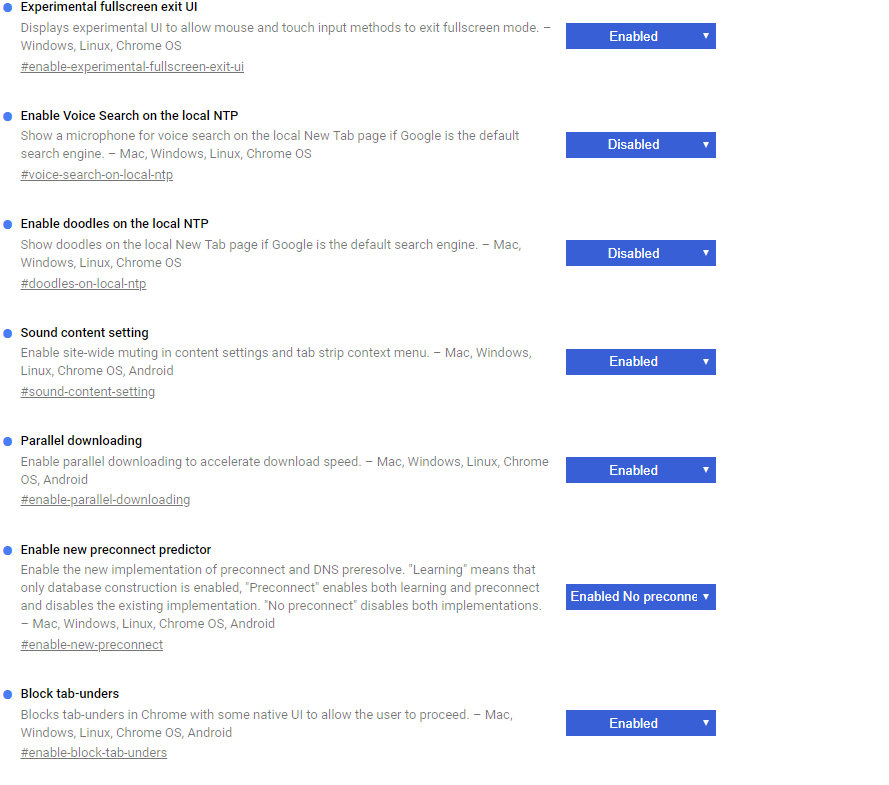 Experimental fullscreen exit UI
Displays experimental UI to allow mouse and touch input methods to exit fullscreen mode. –
Windows, Linux, Chrome OS
#enable-experimental-fullscreen-exit-ui
Enabled
Enable Voice Search on the local NTP
Show a microphone for voice search on the local New Tab page if Google is the default
search engine. – Mac, Windows, Linux, Chrome OS
#voice-search-on-local-ntp
Disabled
Enable doodles on the local NTP
Show doodles on the local New Tab page if Google is the default search engine. – Mac,
Windows, Linux, Chrome OS
#doodles-on-local-ntp
Disabled
Sound content setting
Enable site-wide muting in content settings and tab strip context menu. – Mac, Windows,
Linux, Chrome OS, Android
#sound-content-setting
Enabled
Parallel downloading
Enable parallel downloading to accelerate download speed. – Mac, Windows, Linux, Chrome
OS, Android
#enable-parallel-downloading
Enabled
Enable new preconnect predictor
Enable the new implementation of preconnect and DNS preresolve. "Learning" means that
only database construction is enabled, "Preconnect" enables both learning and preconnect
and disables the existing implementation. "No preconnect" disables both implementations.
– Mac, Windows, Linux, Chrome OS, Android
#enable-new-preconnect
Enabled No preconne
Block tab-unders
Blocks tab-unders in Chrome with some native UI to allow the user to proceed. – Mac,
Windows, Linux, Chrome OS, Android
#enable-block-tab-unders
Enabled